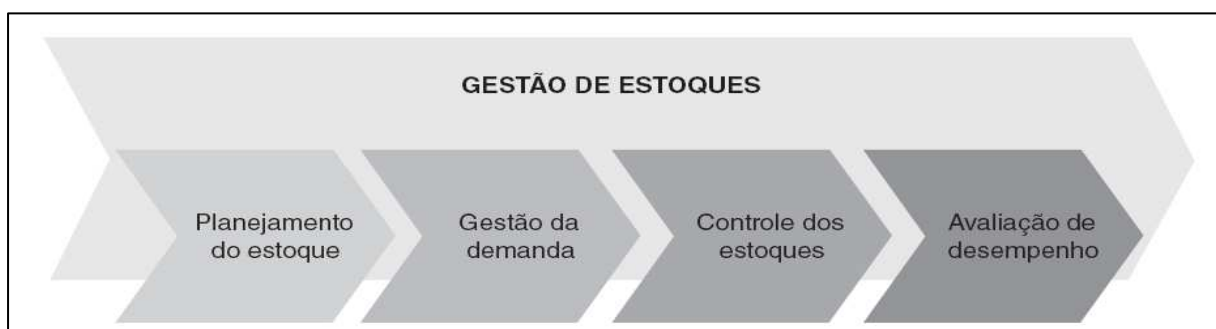 GESTÃO DE ESTOQUES
Planejamento
do estoque
Gestão da
demanda
Controle dos
estoques
Avaliação de
desempenho